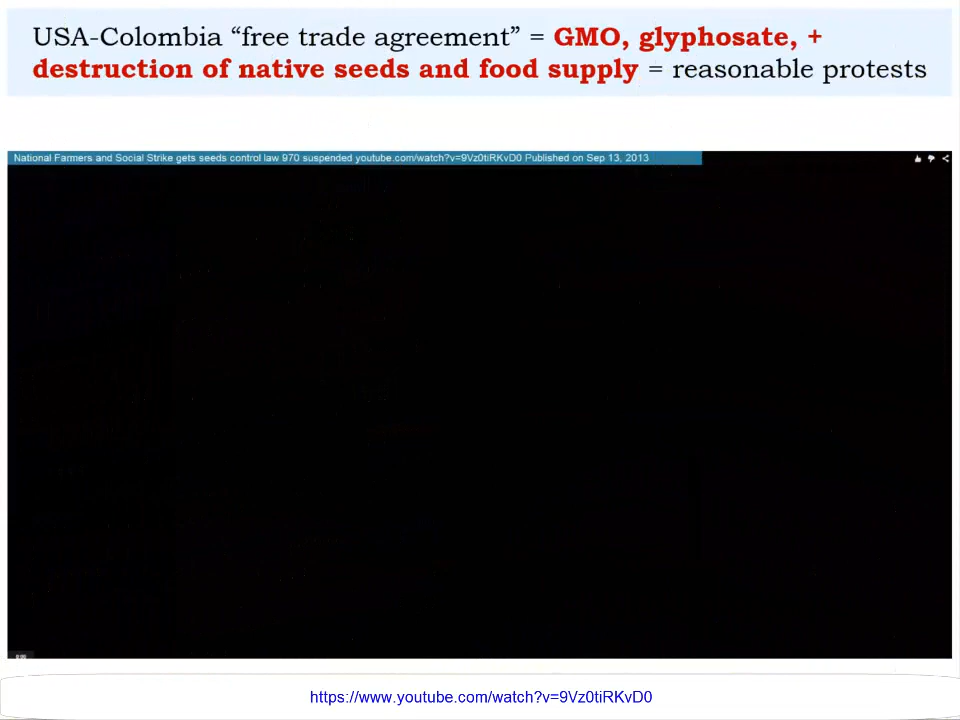 USA-Colombia “free trade agreement” = GMO, glyphosate, +
destruction of native seeds and food supply = reasonable protests
National Farmers and Social Strike gets seeds control law 970 suspended youtube.com/watch?v=9Vz0tiRKvD0 Published on Sep 13, 2013
https://www.youtube.com/watch?v=9Vz0tiRKvD0